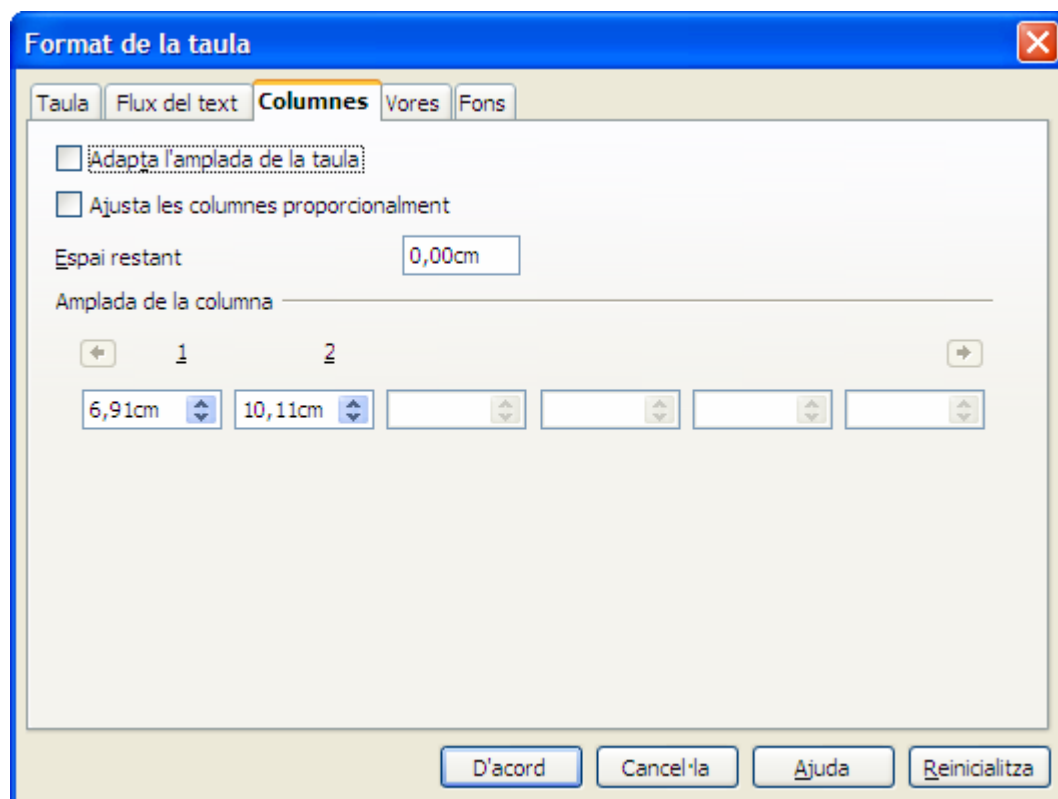 Format de la taula
Taula Flux del text Columnes Vores Fons
Adapta l'amplada de la taula
Ajusta les columnes proporcionalment
Espai restant 0,00cm
Amplada de la columna
1 2
6,91cm 10,11cm
D'acord Cancel·la Ajuda Reinicialitza